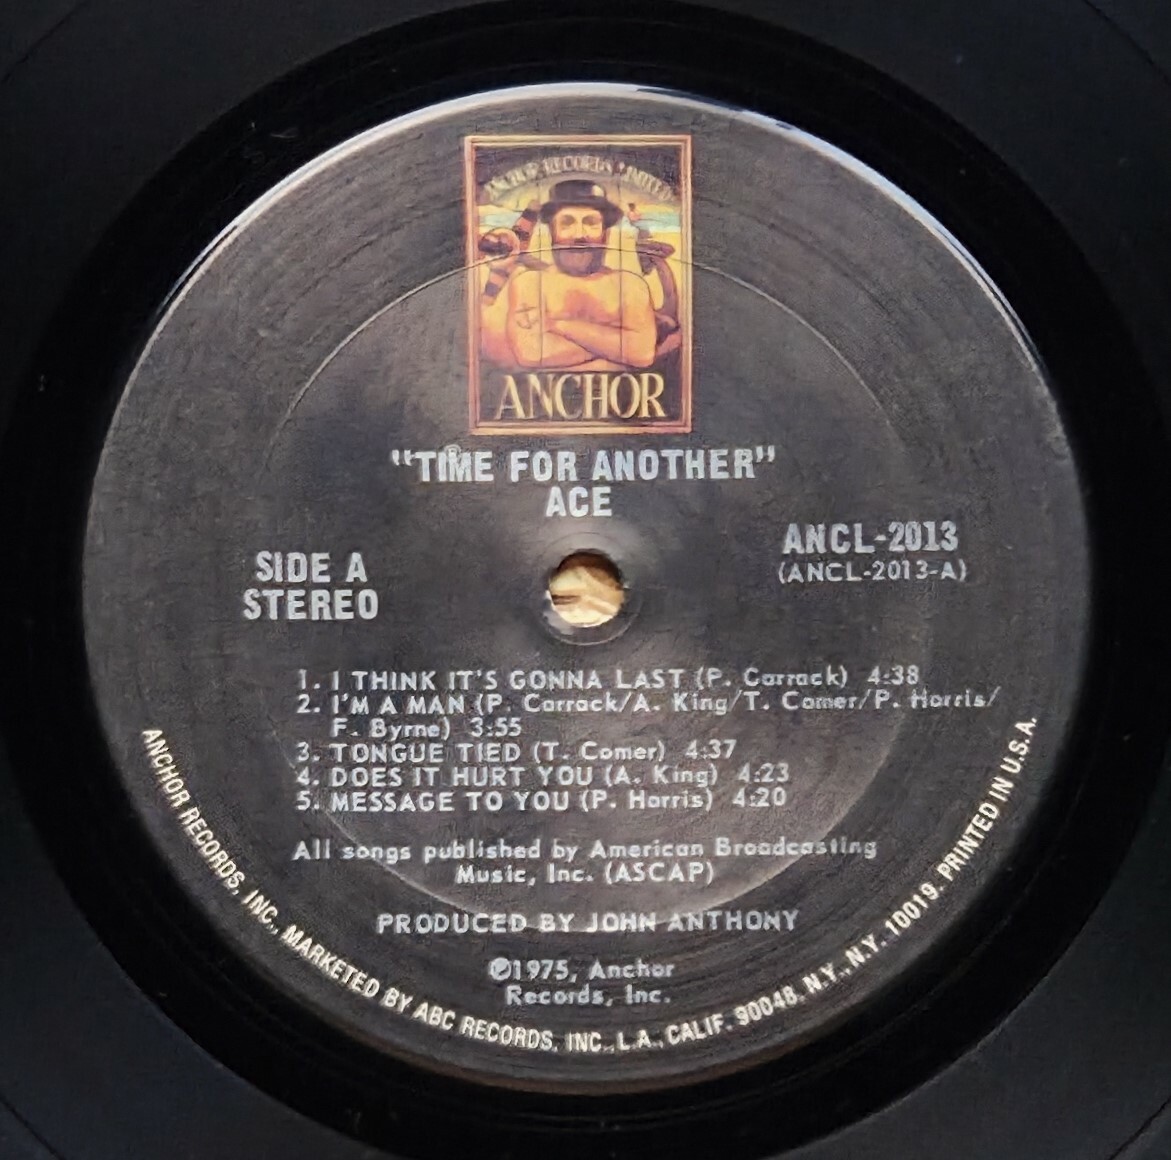 ANCHOR RECORDS LIMITED
ANCHOR
"TIME FOR ANOTHER"
ACE
SIDE A
STEREO
ANCL-2013
(ANCL-2013-A)
1. I THINK IT'S GONNA LAST (P. Carrack) 4:38
2. I'M A MAN (P. Carrack/A. King/T. Comer/P. Harris/
F. Byrne) 3:55
3. TONGUE TIED (T. Comer) 4:37
4. DOES IT HURT YOU (A. King) 4:23
5. MESSAGE TO YOU (P. Harris) 4:20
All songs published by American Broadcasting
Music, Inc. (ASCAP)
PRODUCED BY JOHN ANTHONY
℗1975, Anchor
Records, Inc.
ANCHOR RECORDS, INC., MARKETED BY ABC RECORDS, INC., L.A., CALIF. 90048. N.Y., N.Y. 10019. PRINTED IN U.S.A.